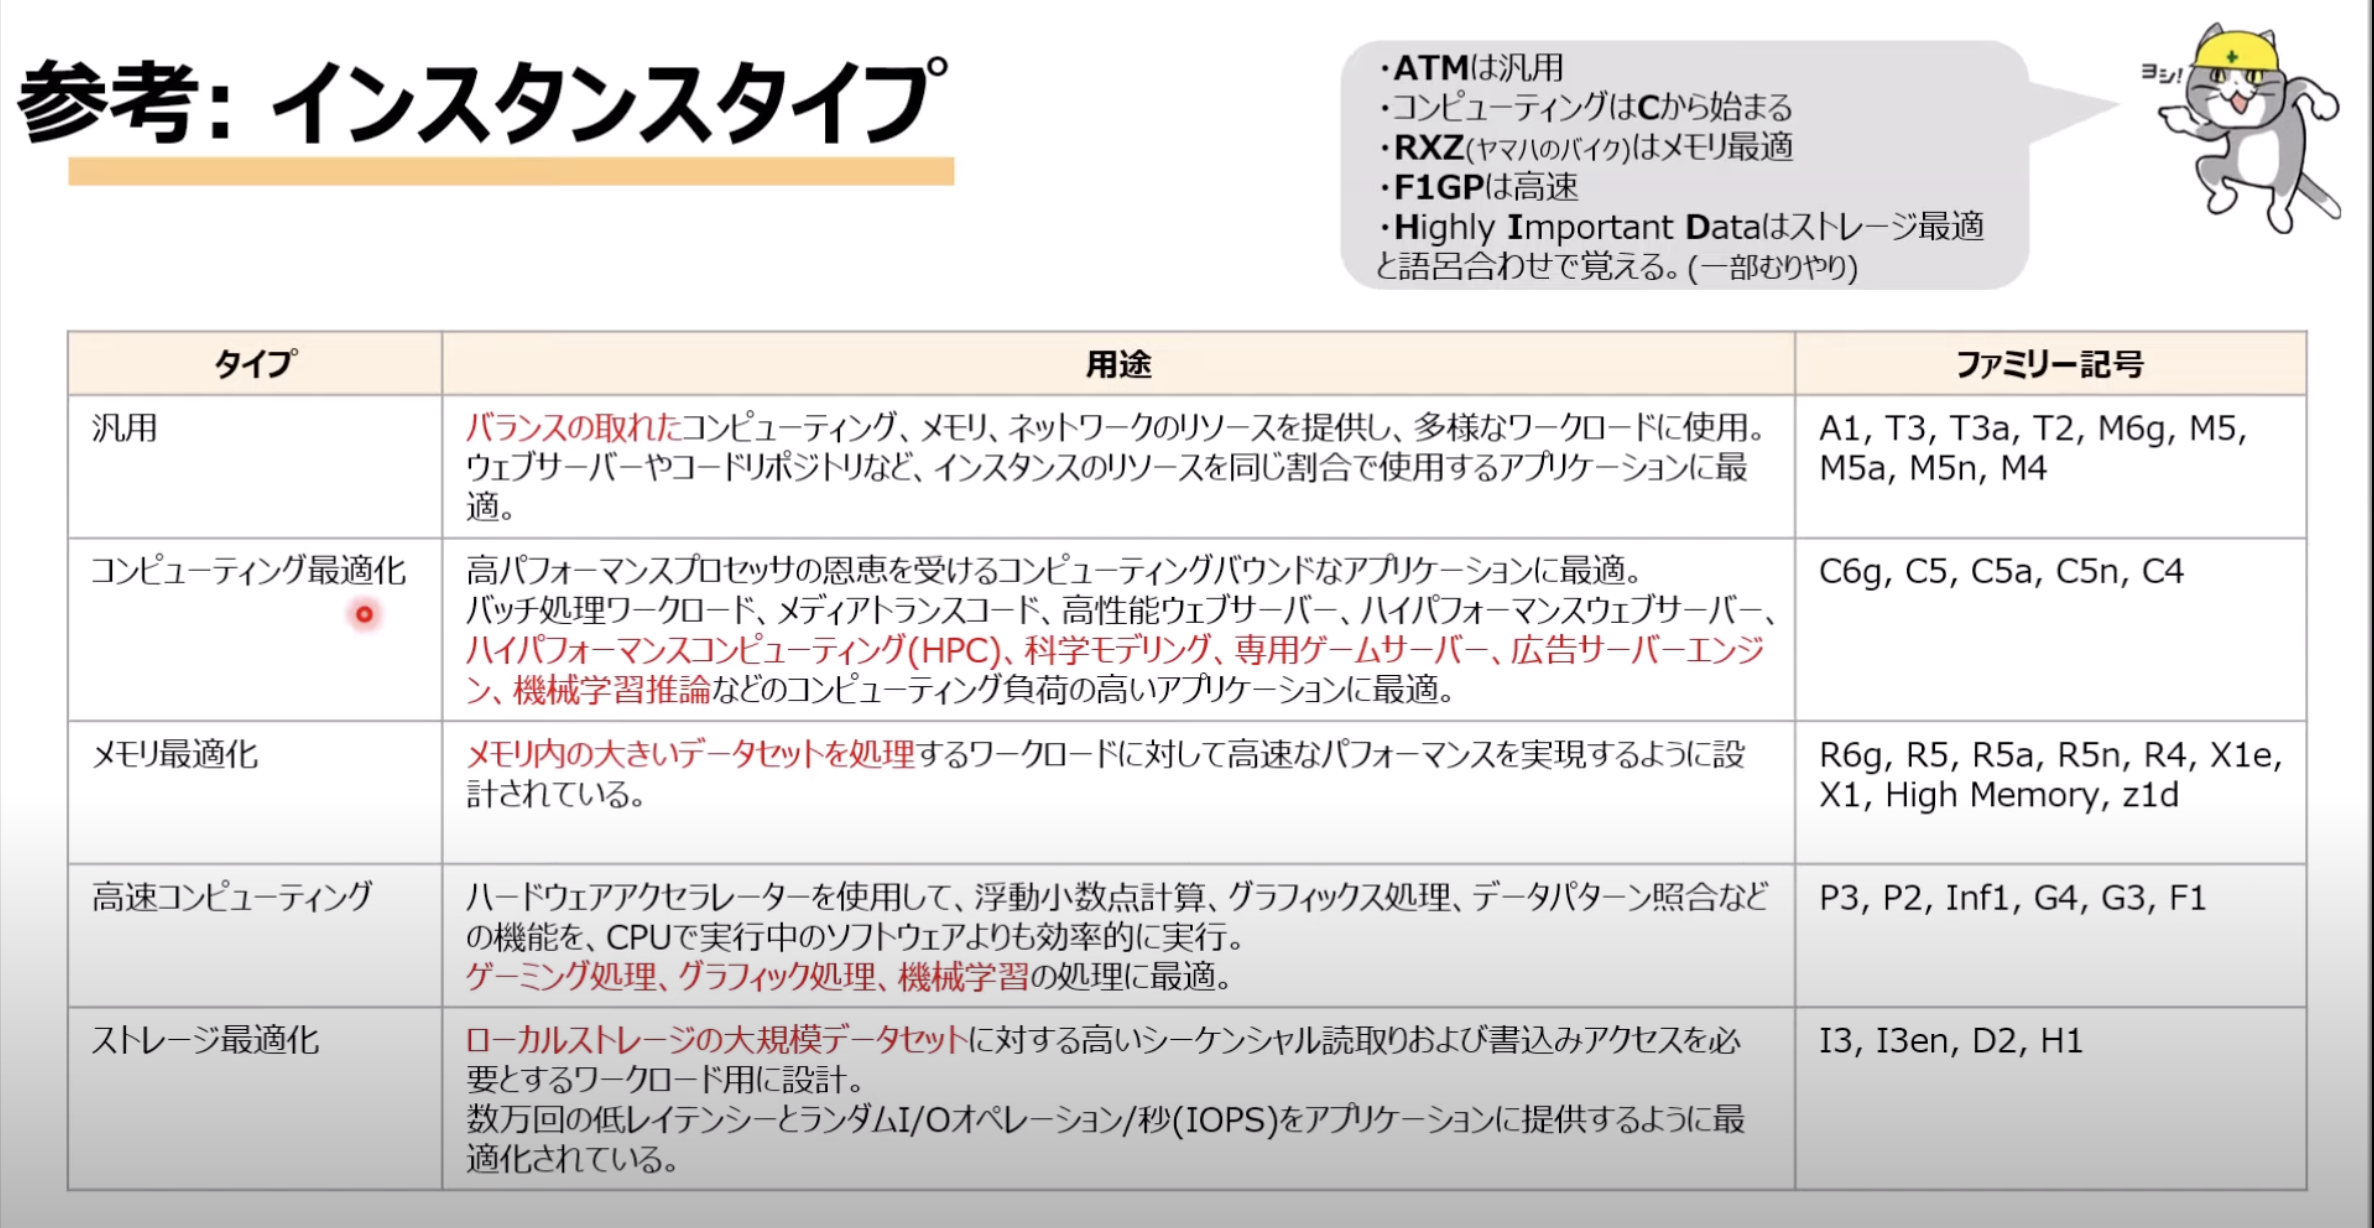 参考: インスタンスタイプ
・ATMは汎用
・コンピューティングはCから始まる
・RXZ(ヤマハのバイク)はメモリ最適
・F1GPは高速
・Highly Important Dataはストレージ最適
と語呂合わせで覚える。(一部むりやり)
ヨシ!
タイプ
用途
ファミリー記号
汎用
バランスの取れたコンピューティング、メモリ、ネットワークのリソースを提供し、多様なワークロードに使用。
ウェブサーバーやコードリポジトリなど、インスタンスのリソースを同じ割合で使用するアプリケーションに最
適。
A1, T3, T3a, T2, M6g, M5,
M5a, M5n, M4
コンピューティング最適化
高パフォーマンスプロセッサの恩恵を受けるコンピューティングバウンドなアプリケーションに最適。
バッチ処理ワークロード、メディアトランスコード、高性能ウェブサーバー、ハイパフォーマンスウェブサーバー、
ハイパフォーマンスコンピューティング(HPC)、科学モデリング、専用ゲームサーバー、広告サーバーエンジ
ン、機械学習推論などのコンピューティング負荷の高いアプリケーションに最適。
C6g, C5, C5a, C5n, C4
メモリ最適化
メモリ内の大きいデータセットを処理するワークロードに対して高速なパフォーマンスを実現するように設
計されている。
R6g, R5, R5a, R5n, R4, X1e,
X1, High Memory, z1d
高速コンピューティング
ハードウェアアクセラレーターを使用して、浮動小数点計算、グラフィックス処理、データパターン照合など
の機能を、CPUで実行中のソフトウェアよりも効率的に実行。
ゲーミング処理、グラフィック処理、機械学習の処理に最適。
P3, P2, Inf1, G4, G3, F1
ストレージ最適化
ローカルストレージの大規模データセットに対する高いシーケンシャル読取りおよび書込みアクセスを必
要とするワークロード用に設計。
数万回の低レイテンシーとランダムI/Oオペレーション/秒(IOPS)をアプリケーションに提供するように最
適化されている。
I3, I3en, D2, H1